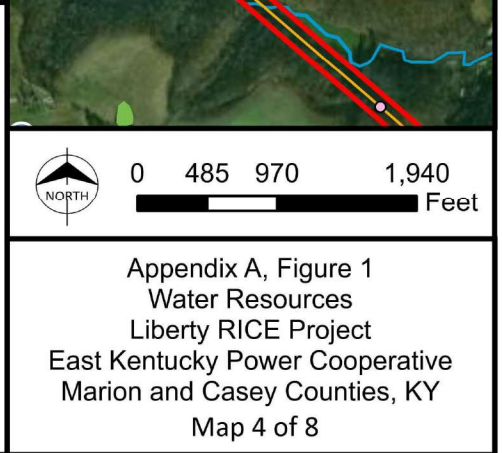 NORTH
0 485 970 1,940
Feet
Appendix A, Figure 1
Water Resources
Liberty RICE Project
East Kentucky Power Cooperative
Marion and Casey Counties, KY
Map 4 of 8